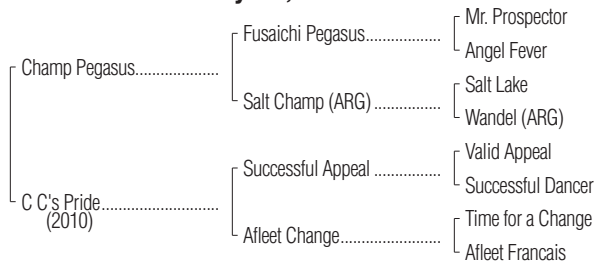 Mr. Prospector
Fusaichi Pegasus..................
Angel Fever
Champ Pegasus....................
Salt Lake
Salt Champ (ARG) ................
Wandel (ARG)
Valid Appeal
Successful Appeal ................
Successful Dancer
C C's Pride............................
(2010)
Time for a Change
Afleet Change........................
Afleet Francais